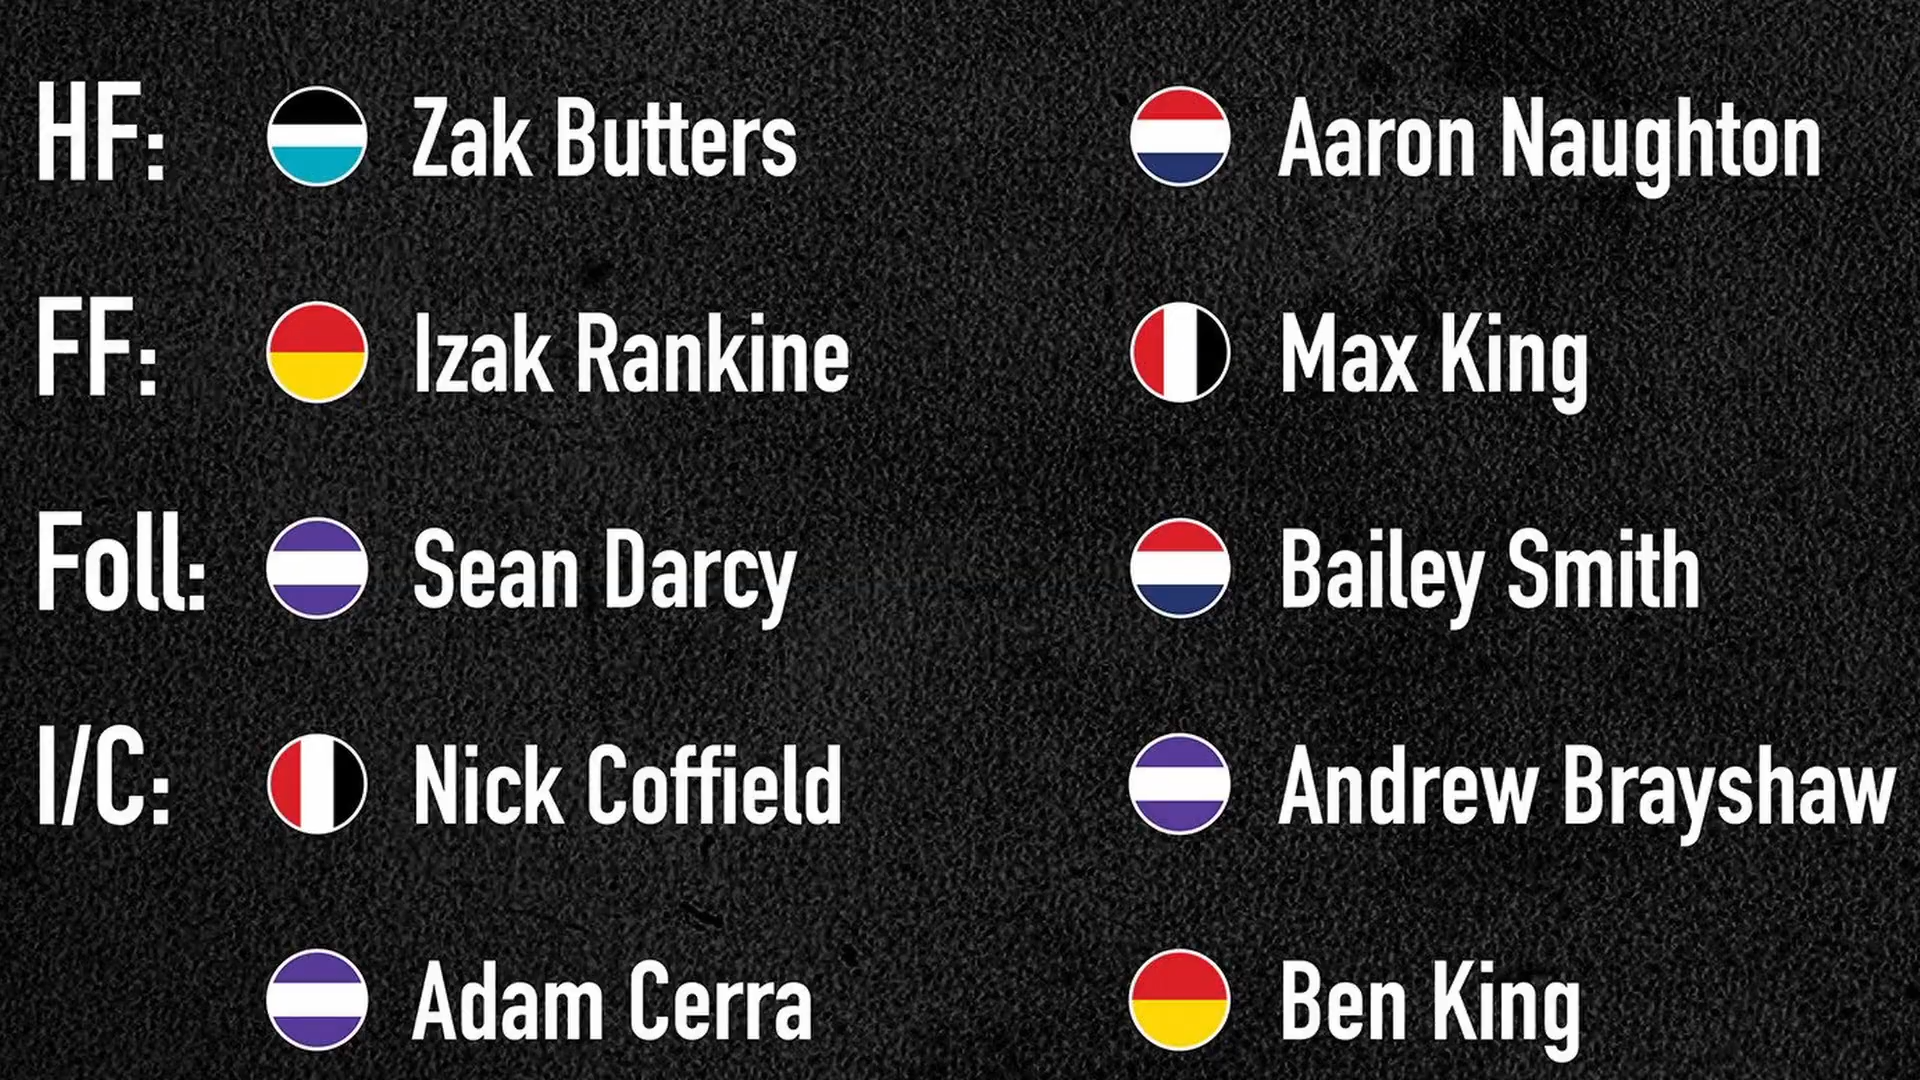 HF: Zak Butters Aaron Naughton
FF: Izak Rankine Max King
Foll: Sean Darcy Bailey Smith
I/C: Nick Coffield Andrew Brayshaw
Adam Cerra Ben King